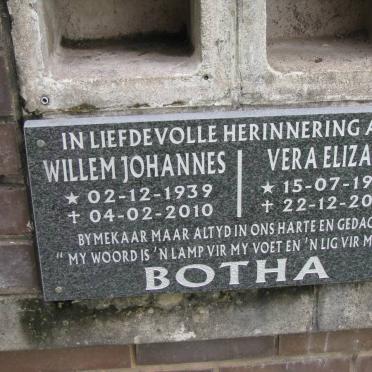 IN LIEFDEVOLLE HERINNERING A
WILLEM JOHANNES
★ 02-12-1939
✝ 04-02-2010
VERA ELIZA
★ 15-07-19
✝ 22-12-20
BYMEKAAR MAAR ALTYD IN ONS HARTE EN GEDAC
"MY WOORD IS 'N LAMP VIR MY VOET EN 'N LIG VIR M
BOTHA